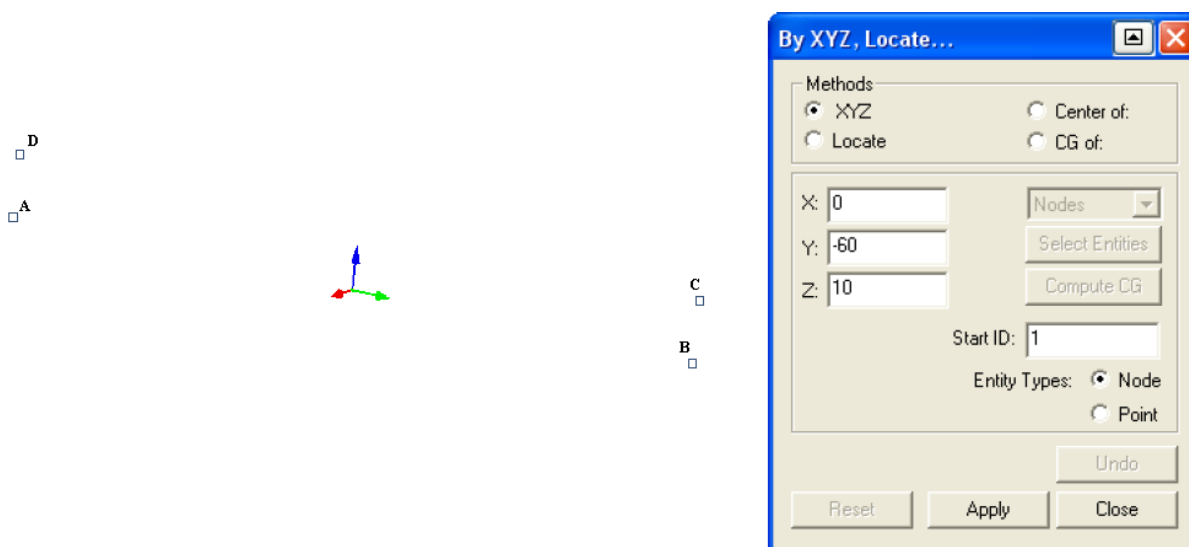 D
A
C
B
By XYZ, Locate...
Methods
XYZ
Center of:
Locate
CG of:
X: 0
Nodes
Y: -60
Select Entities
Z: 10
Compute CG
Start ID: 1
Entity Types: Node
Point
Undo
Reset
Apply
Close